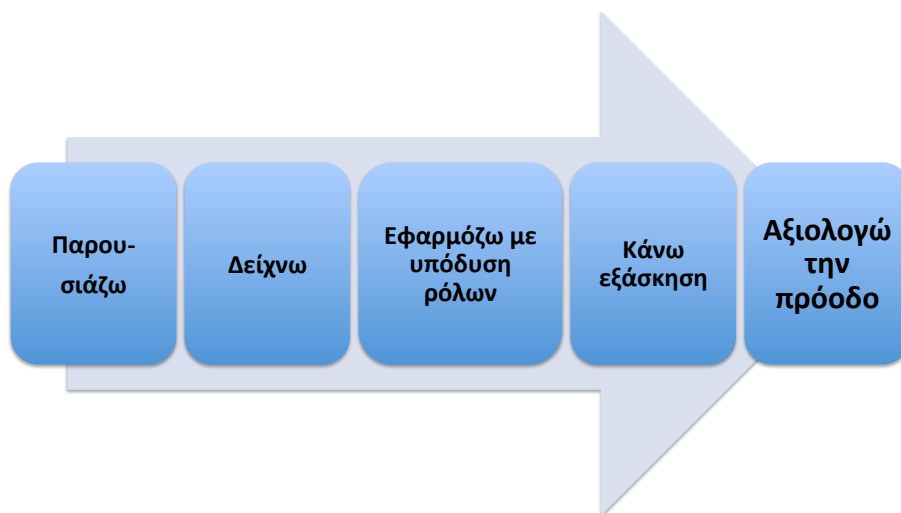 Παρου-
σιάζω
Δείχνω
Εφαρμόζω με
υπόδυση
ρόλων
Κάνω
εξάσκηση
Αξιολογώ
την
πρόοδο